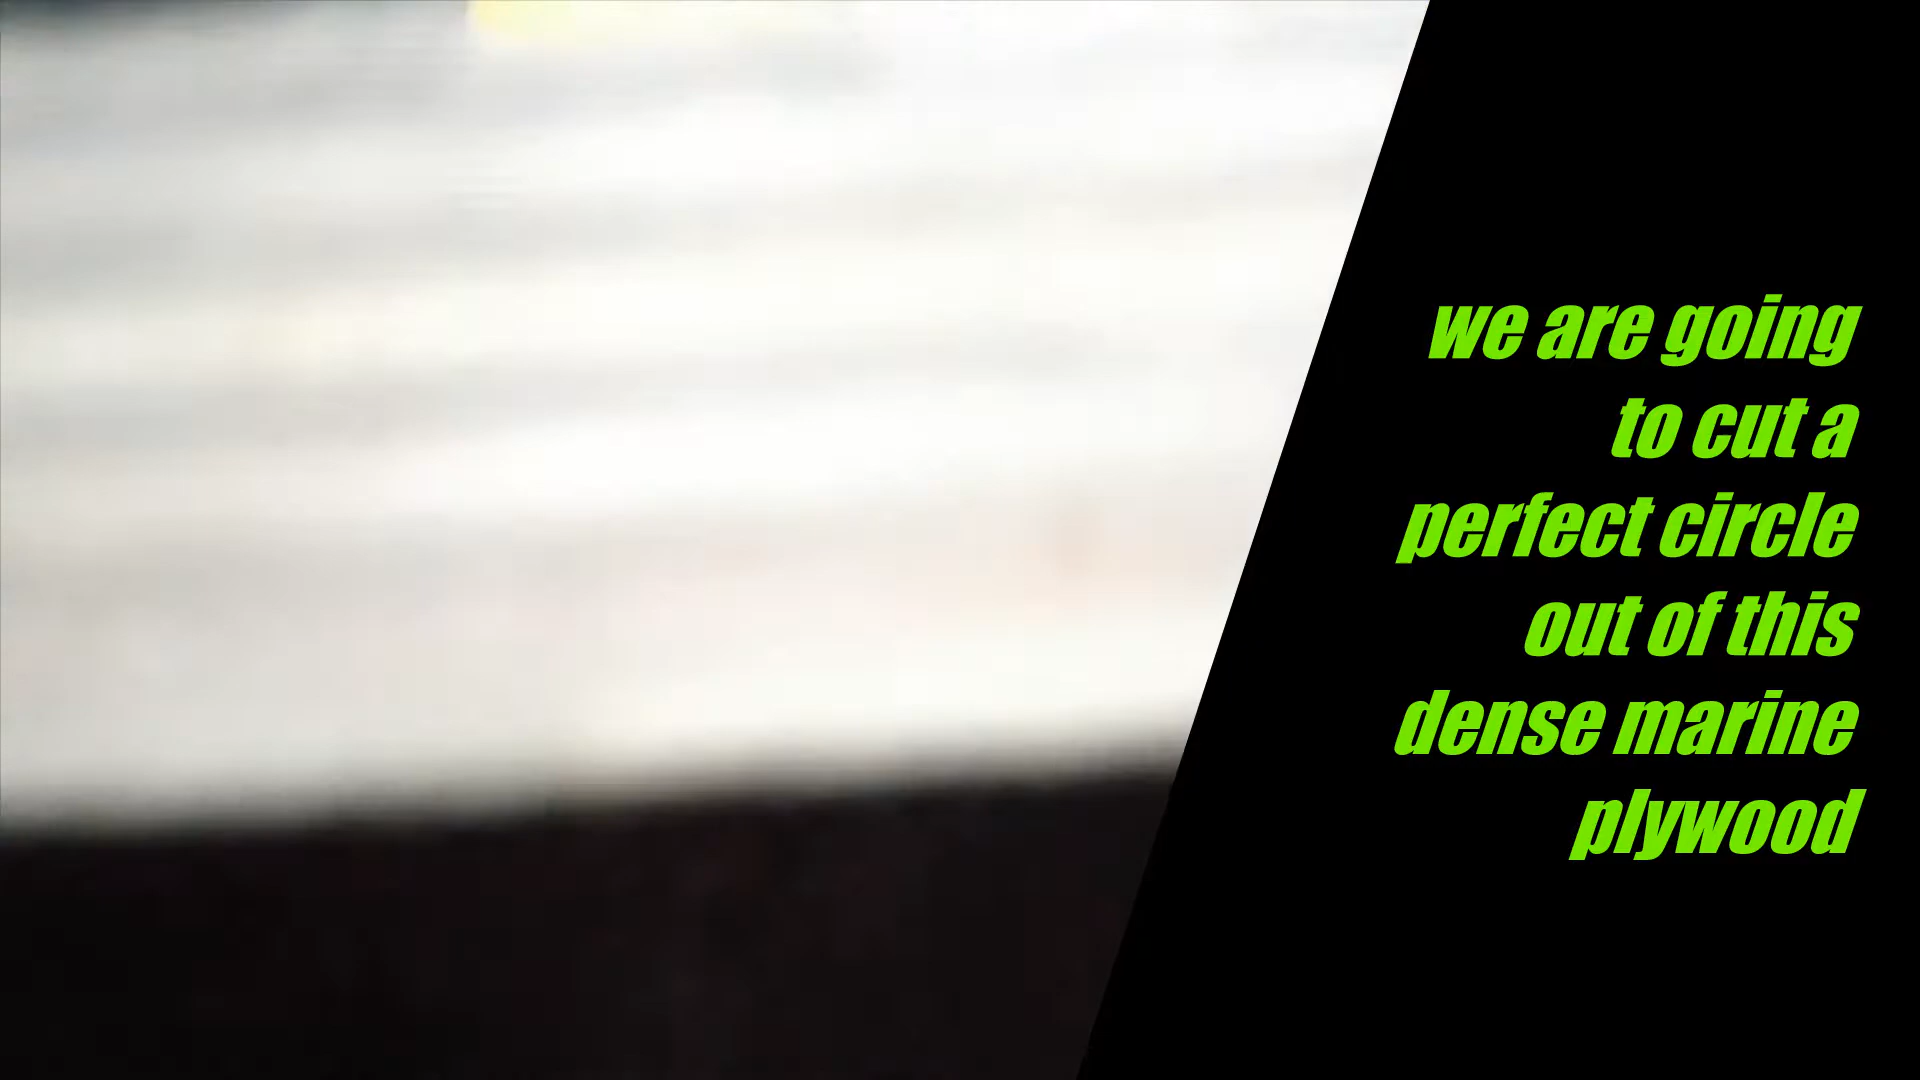 we are going
to cut a
perfect circle
out of this
dense marine
plywood